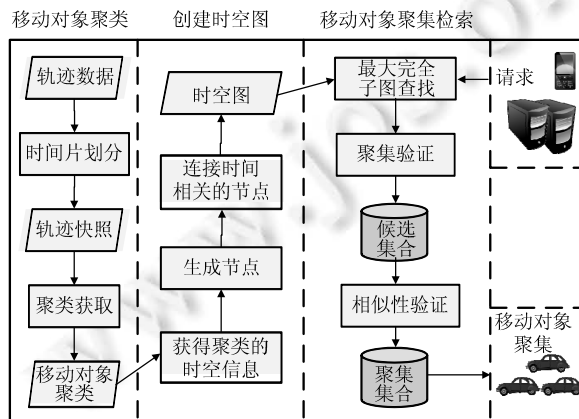 移动对象聚类
创建时空图
移动对象聚集检索
轨迹数据
时间片划分
轨迹快照
聚类获取
移动对象
聚类
时空图
连接时间
相关的节点
生成节点
获得聚类的
时空信息
最大完全
子图查找
聚集验证
候选
集合
相似性验证
聚集
集合
请求
移动对象
聚集